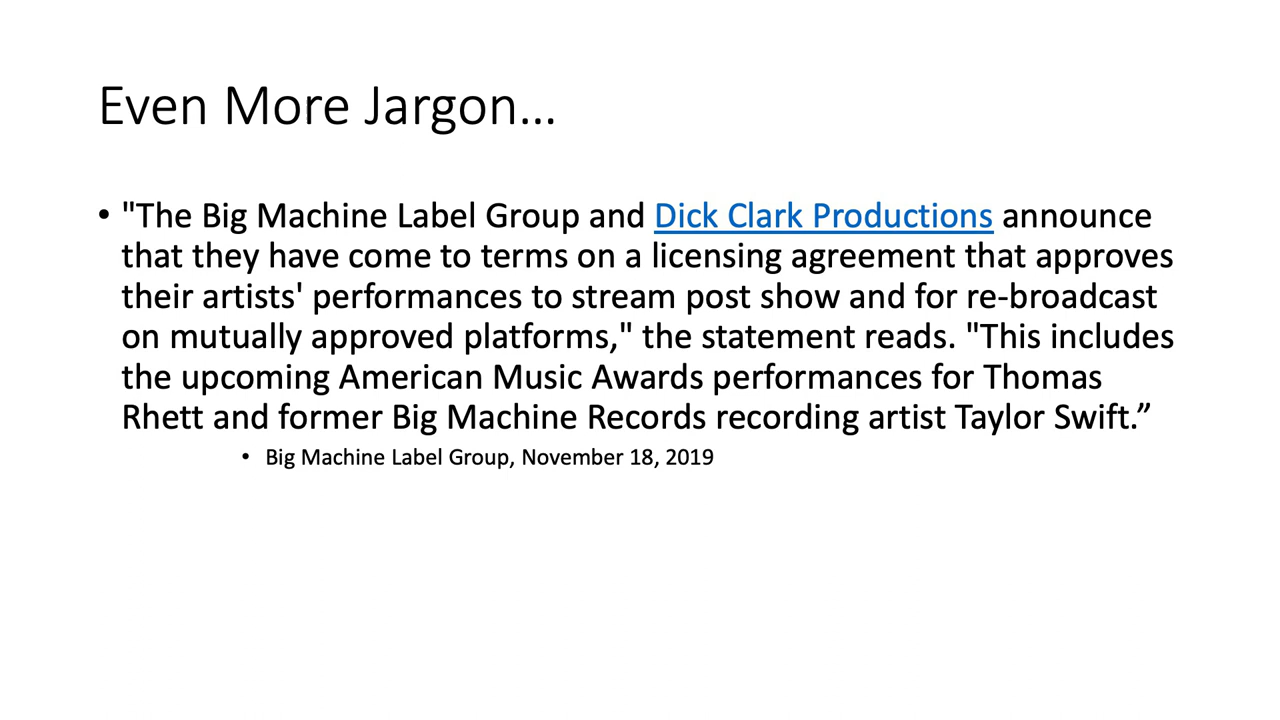 Even More Jargon...
• "The Big Machine Label Group and Dick Clark Productions announce
that they have come to terms on a licensing agreement that approves
their artists' performances to stream post show and for re-broadcast
on mutually approved platforms," the statement reads. "This includes
the upcoming American Music Awards performances for Thomas
Rhett and former Big Machine Records recording artist Taylor Swift.”
• Big Machine Label Group, November 18, 2019